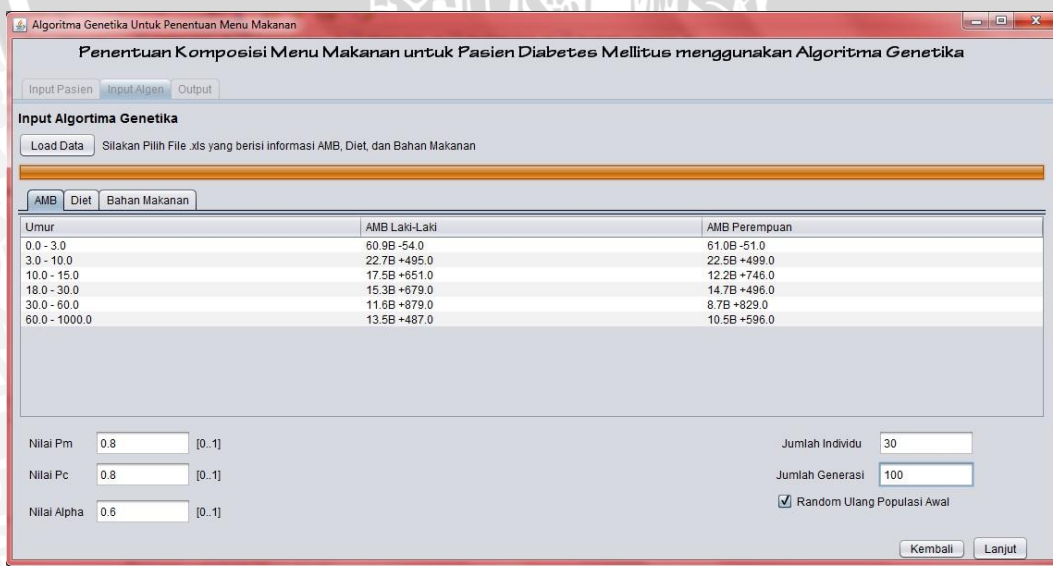 Algoritma Genetika Untuk Penentuan Menu Makanan
Penentuan Komposisi Menu Makanan untuk Pasien Diabetes Mellitus menggunakan Algoritma Genetika
Input Pasien Input Algen Output
Input Algortima Genetika
Load Data Silakan Pilih File .xls yang berisi informasi AMB, Diet, dan Bahan Makanan
AMB Diet Bahan Makanan
Umur AMB Laki-Laki AMB Perempuan
0.0 - 3.0 60.9B -54.0 61.0B -51.0
3.0 - 10.0 22.7B +495.0 22.5B +499.0
10.0 - 15.0 17.5B +651.0 12.2B +746.0
18.0 - 30.0 15.3B +679.0 14.7B +496.0
30.0 - 60.0 11.6B +879.0 8.7B +829.0
60.0 - 1000.0 13.5B +487.0 10.5B +596.0
Nilai Pm 0.8 [0..1] Jumlah Individu 30
Nilai Pc 0.8 [0..1] Jumlah Generasi 100
Nilai Alpha 0.6 [0..1] Random Ulang Populasi Awal
Kembali Lanjut